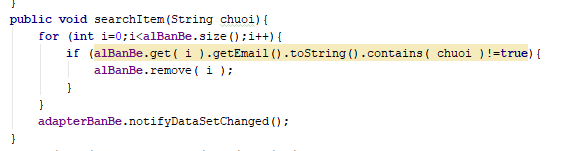 }
public void searchItem(String chuoi){
for (int i=0;i<alBanBe.size();i++){
if (alBanBe.get( i ).getEmail().toString().contains( chuoi )!=true){
alBanBe.remove( i );
}
}
adapterBanBe.notifyDataSetChanged();
}